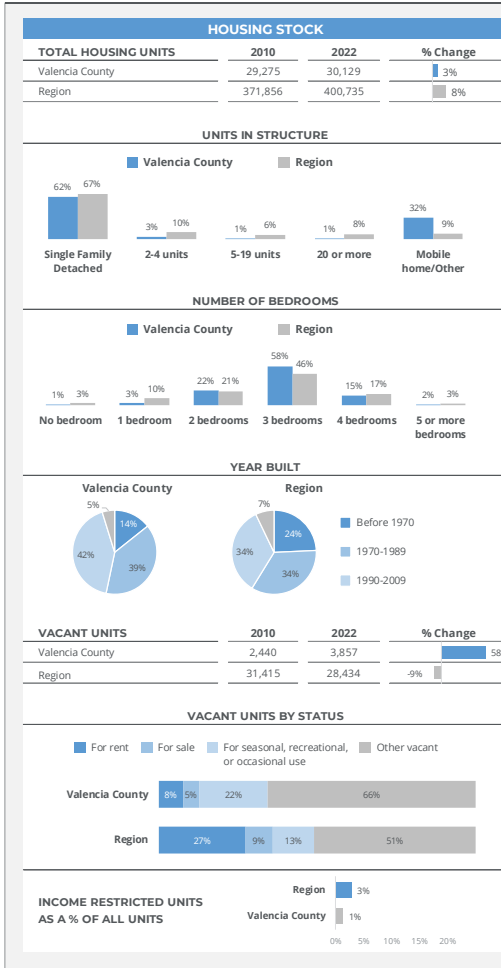 HOUSING STOCK
TOTAL HOUSING UNITS 2010 2022 % Change
Valencia County 29,275 30,129 3%
Region 371,856 400,735 8%
UNITS IN STRUCTURE
Valencia County Region
62% 67% 3% 10% 1% 6% 1% 8% 32% 9%
Single Family 2-4 units 5-19 units 20 or more Mobile
Detached home/Other
NUMBER OF BEDROOMS
Valencia County Region
1% 3% 3% 10% 22% 21% 58% 46% 15% 17% 2% 3%
No bedroom 1 bedroom 2 bedrooms 3 bedrooms 4 bedrooms 5 or more
bedrooms
YEAR BUILT
Valencia County Region
5% 14% 39% 42%
7% 24% 34% 34%
Before 1970
1970-1989
1990-2009
VACANT UNITS 2010 2022 % Change
Valencia County 2,440 3,857 58
Region 31,415 28,434 -9%
VACANT UNITS BY STATUS
For rent For sale For seasonal, recreational, Other vacant
or occasional use
Valencia County 8% 5% 22% 66%
Region 27% 9% 13% 51%
INCOME RESTRICTED UNITS
AS A % OF ALL UNITS
Region 3%
Valencia County 1%
0% 5% 10% 15% 20%